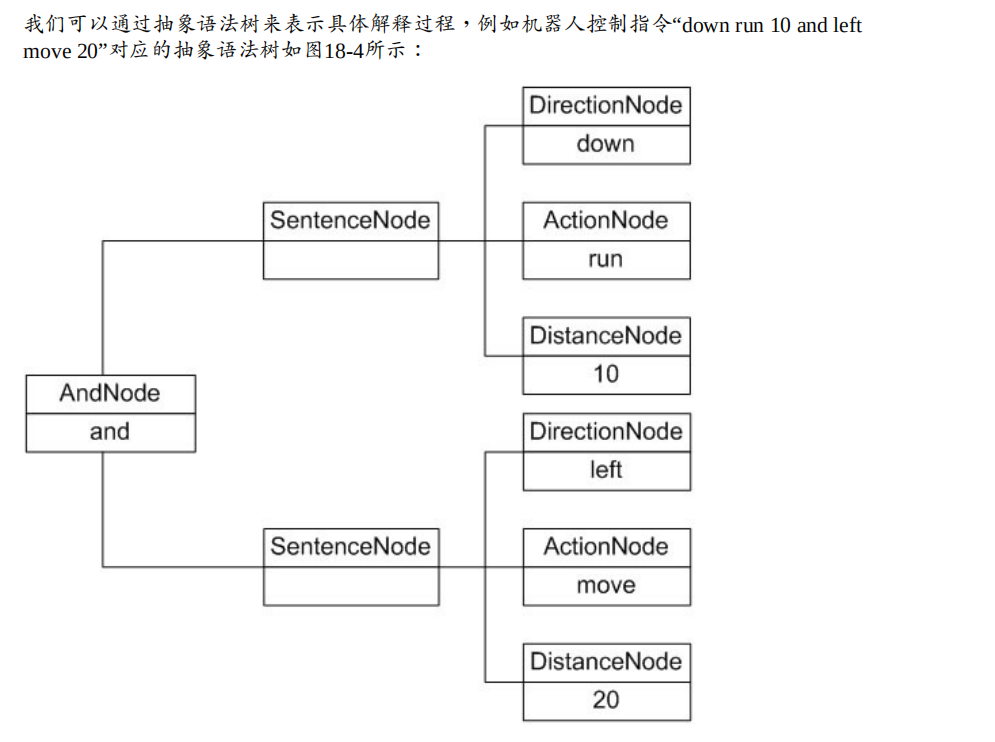 我们可以通过抽象语法树来表示具体解释过程，例如机器人控制指令“down run 10 and left
move 20”对应的抽象语法树如图18-4所示：
DirectionNode
down
SentenceNode
ActionNode
run
DistanceNode
10
AndNode
and
DirectionNode
left
SentenceNode
ActionNode
move
DistanceNode
20